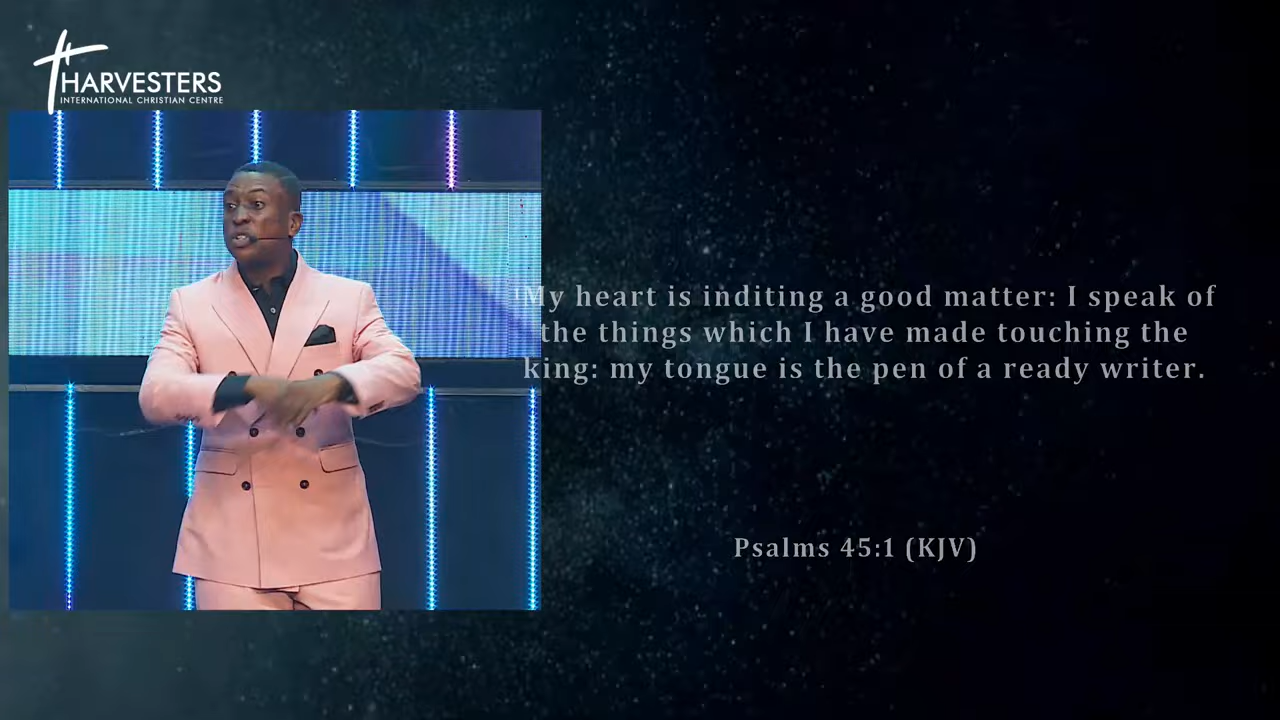 HARVESTERS
INTERNATIONAL CHRISTIAN CENTRE
My heart is inditing a good matter: I speak of
the things which I have made touching the
king: my tongue is the pen of a ready writer.
Psalms 45:1 (KJV)